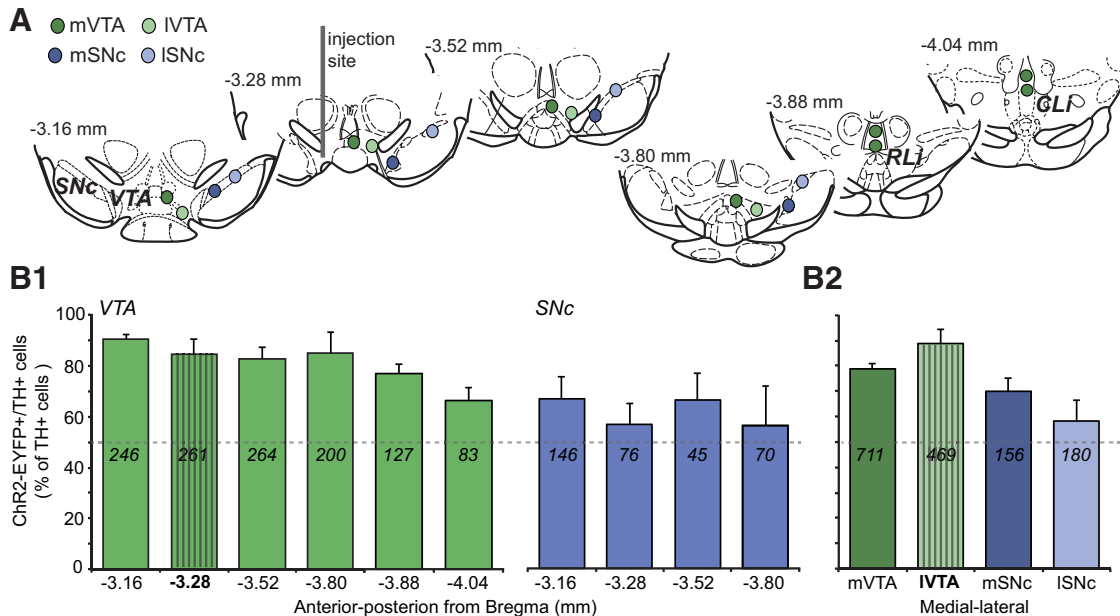 A
mVTA lVTA
mSNc lSNc
-3.16 mm
SNc VTA
-3.28 mm
injection
site
-3.52 mm
-3.80 mm
-3.88 mm
RLi
-4.04 mm
CLi
B1
VTA SNc
ChR2-EYFP+/TH+ cells
(% of TH+ cells )
100
80
60
40
20
0
246 261 264 200 127 83 146 76 45 70
-3.16 -3.28 -3.52 -3.80 -3.88 -4.04 -3.16 -3.28 -3.52 -3.80
Anterior-posterion from Bregma (mm)
B2
711 469 156 180
mVTA lVTA mSNc lSNc
Medial-lateral